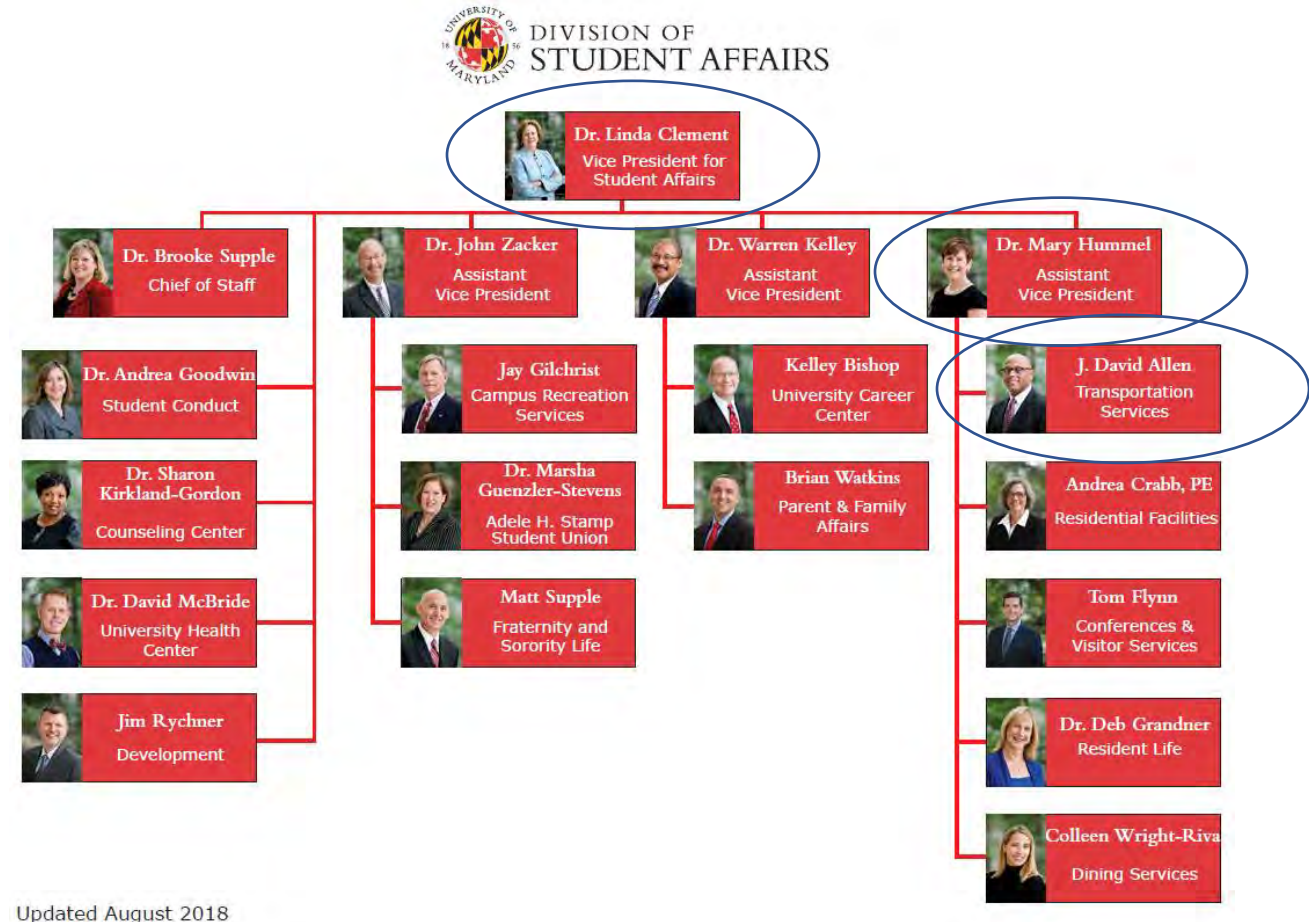 UNIVERSITY OF
18 56
MARYLAND
DIVISION OF
STUDENT AFFAIRS
Dr. Linda Clement
Vice President for
Student Affairs
Dr. Brooke Supple
Chief of Staff
Dr. John Zacker
Assistant
Vice President
Dr. Warren Kelley
Assistant
Vice President
Dr. Mary Hummel
Assistant
Vice President
Dr. Andrea Goodwin
Student Conduct
Dr. Sharon
Kirkland-Gordon
Counseling Center
Dr. David McBride
University Health
Center
Jim Rychner
Development
Jay Gilchrist
Campus Recreation
Services
Dr. Marsha
Guenzler-Stevens
Adele H. Stamp
Student Union
Matt Supple
Fraternity and
Sorority Life
Kelley Bishop
University Career
Center
Brian Watkins
Parent & Family
Affairs
J. David Allen
Transportation
Services
Andrea Crabb, PE
Residential Facilities
Tom Flynn
Conferences &
Visitor Services
Dr. Deb Grandner
Resident Life
Colleen Wright-Riva
Dining Services
Updated August 2018